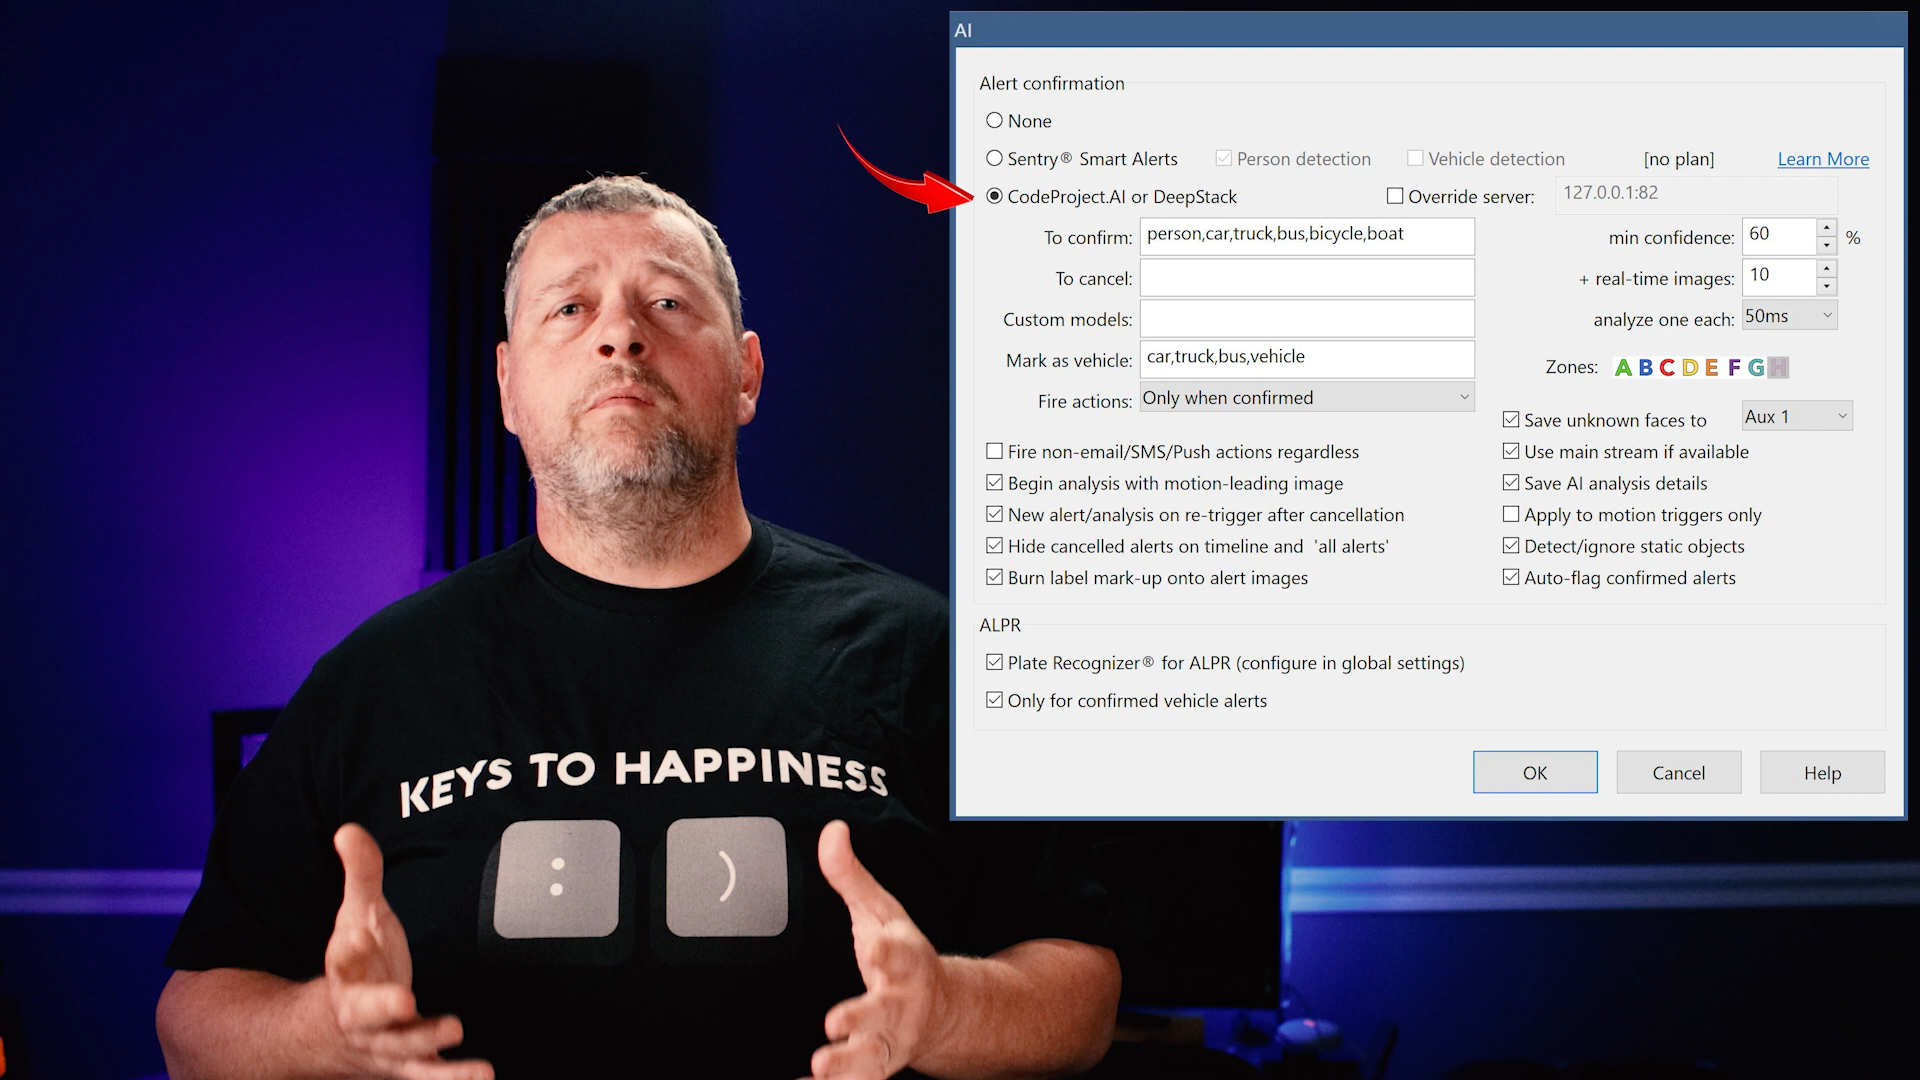 AI
Alert confirmation
None
Sentry® Smart Alerts Person detection Vehicle detection [no plan] Learn More
CodeProject.AI or DeepStack Override server: 127.0.0.1:82
To confirm: person,car,truck,bus,bicycle,boat min confidence: 60 %
To cancel: + real-time images: 10
Custom models: analyze one each: 50ms
Mark as vehicle: car,truck,bus,vehicle Zones: A B C D E F G H
Fire actions: Only when confirmed
Save unknown faces to Aux 1
Fire non-email/SMS/Push actions regardless Use main stream if available
Begin analysis with motion-leading image Save AI analysis details
New alert/analysis on re-trigger after cancellation Apply to motion triggers only
Hide cancelled alerts on timeline and 'all alerts' Detect/ignore static objects
Burn label mark-up onto alert images Auto-flag confirmed alerts
ALPR
Plate Recognizer® for ALPR (configure in global settings)
Only for confirmed vehicle alerts
OK Cancel Help
KEYS TO HAPPINESS
: )